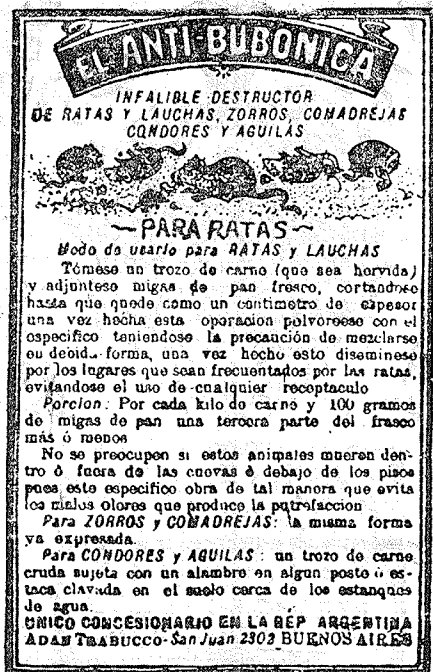 EL ANTI-BUBONICA
INFALIBLE DESTRUCTOR
DE RATAS Y LAUCHAS, ZORROS, COMADREJAS
CONDORES Y AGUILAS
PARA RATAS
Modo de usarlo para RATAS y LAUCHAS
Tómese un trozo de carne (que sea hervida)
y adjuntese migas de pan fresco, cortandose
hasta que quede como un centimetro de espesor
una vez hecha esta operacion polvoreese con el
especifico teniendose la precaución de mezclarse
en debida forma, una vez hecho esto diseminese
por los lugares que sean frecuentados por las ratas,
evitandose el uso de cualquier receptaculo
Porcion: Por cada kilo de carne y 100 gramos
de migas de pan una tercera parte del frasco
más ó menos
No se preocupen si estos animales mueren den-
tro ó fuera de las cuevas ó debajo de los pisos
pues este especifico obra de tal manera que evita
los malos olores que produce la putrefaccion
Para ZORROS y COMADREJAS: la misma forma
ya expresada.
Para CONDORES y AGUILAS: un trozo de carne
cruda sujeta con un alambre en algun poste ó es-
taca clavada en el suelo cerca de los estanques
de agua.
UNICO CONCESIONARIO EN LA REP ARGENTINA
ADAN TRABUCCO-San Juan 2302 BUENOS AIRES